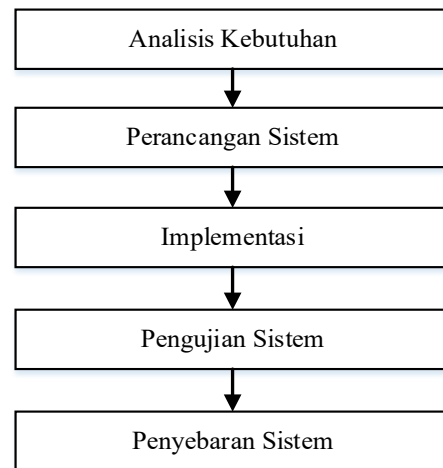 Analisis Kebutuhan
Perancangan Sistem
Implementasi
Pengujian Sistem
Penyebaran Sistem